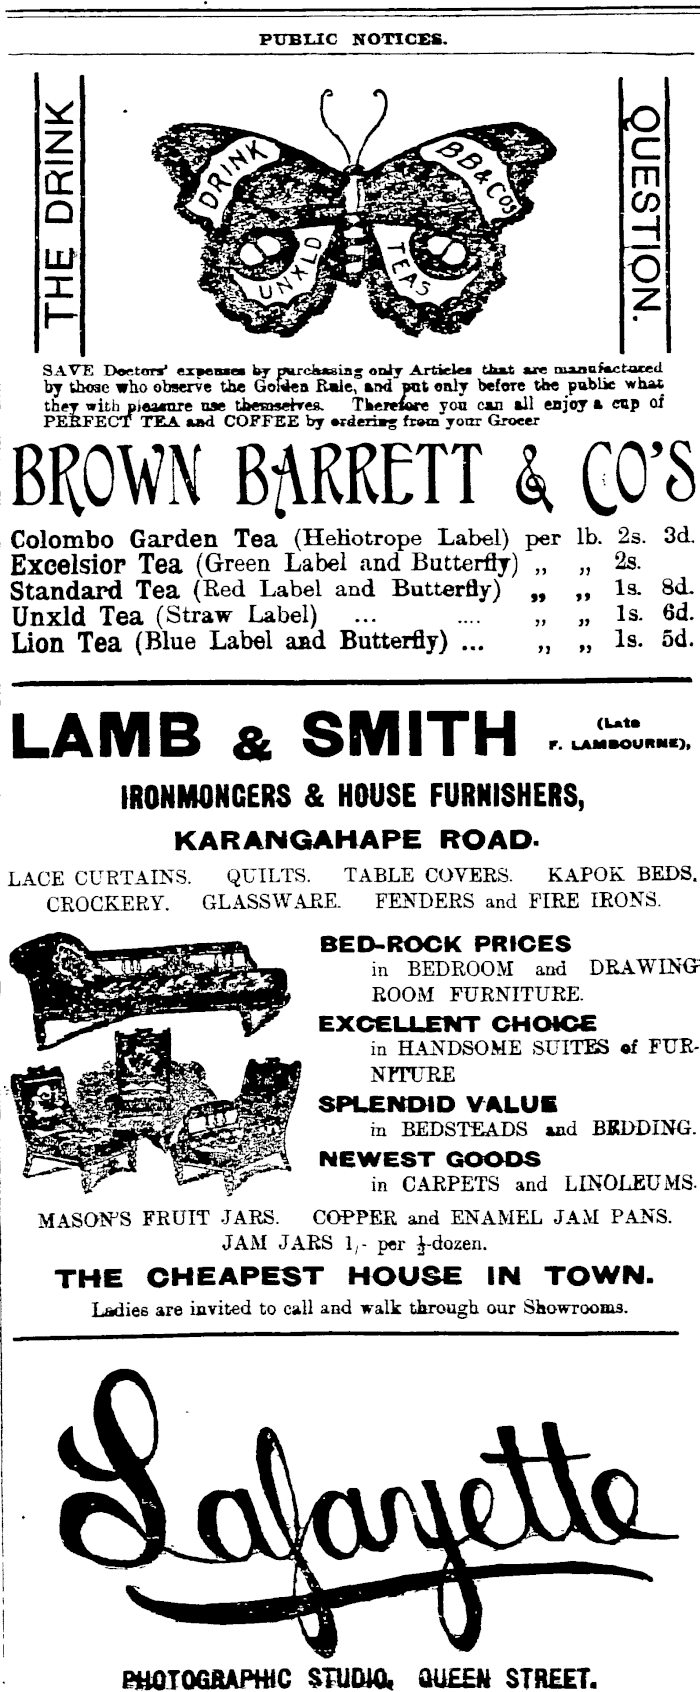 PUBLIC NOTICES.
THE DRINK
QUESTION.
DRINK
BB&Cos
UNXLD
TEAS
SAVE Doctors' expenses by purchasing only Articles that are manufactured
by those who observe the Golden Rule, and put only before the public what
they with pleasure use themselves. Therefore you can all enjoy a cup of
PERFECT TEA and COFFEE by ordering from your Grocer
BROWN BARRETT & CO'S
Colombo Garden Tea (Heliotrope Label) per lb. 2s. 3d.
Excelsior Tea (Green Label and Butterfly) „ „ 2s.
Standard Tea (Red Label and Butterfly) „ „ 1s. 8d.
Unxld Tea (Straw Label) ... .... „ „ 1s. 6d.
Lion Tea (Blue Label and Butterfly) ... „ „ 1s. 5d.
LAMB & SMITH (Late
F. LAMBOURNE),
IRONMONGERS & HOUSE FURNISHERS,
KARANGAHAPE ROAD.
LACE CURTAINS. QUILTS. TABLE COVERS. KAPOK BEDS.
CROCKERY. GLASSWARE. FENDERS and FIRE IRONS.
BED-ROCK PRICES
in BEDROOM and DRAWING
ROOM FURNITURE.
EXCELLENT CHOICE
in HANDSOME SUITES of FUR-
NITURE
SPLENDID VALUE
in BEDSTEADS and BEDDING.
NEWEST GOODS
in CARPETS and LINOLEUMS.
MASON'S FRUIT JARS. COPPER and ENAMEL JAM PANS.
JAM JARS 1/- per ½-dozen.
THE CHEAPEST HOUSE IN TOWN.
Ladies are invited to call and walk through our Showrooms.
Lafayette
PHOTOGRAPHIC STUDIO, QUEEN STREET.